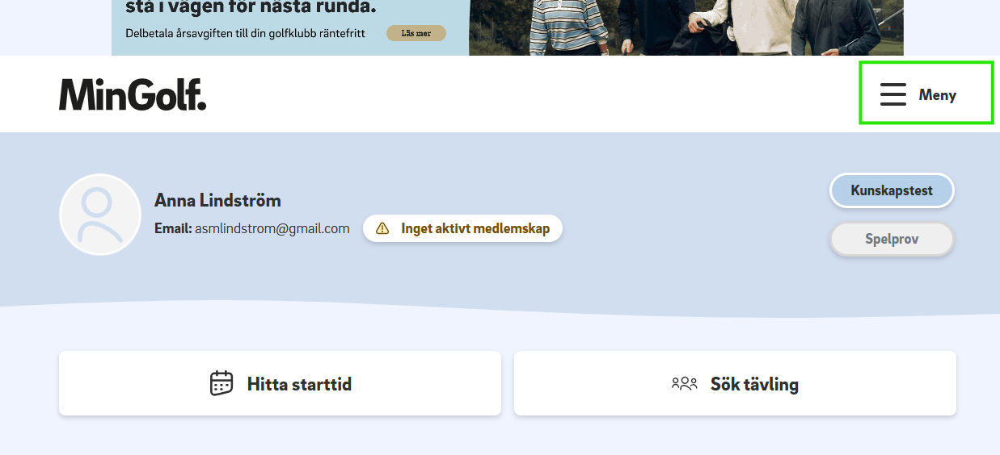 stå i vägen för nästa runda.
Delbetala årsavgiften till din golfklubb räntefritt
Läs mer
MinGolf.
Meny
Anna Lindström
Email: asmlindstrom@gmail.com
Inget aktivt medlemskap
Kunskapstest
Spelprov
Hitta starttid
Sök tävling